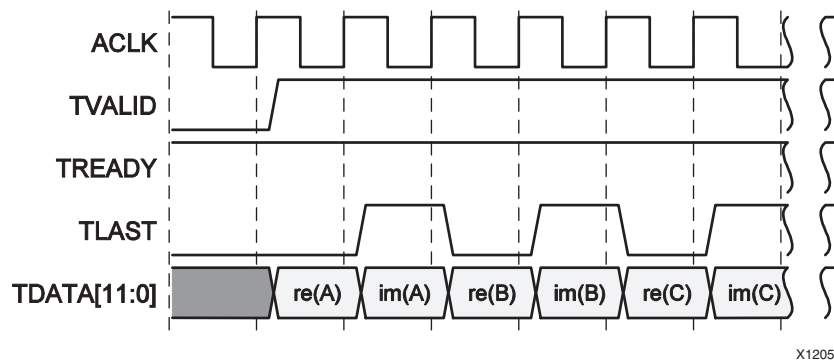 ACLK
TVALID
TREADY
TLAST
TDATA[11:0] re(A) im(A) re(B) im(B) re(C) im(C)
X1205